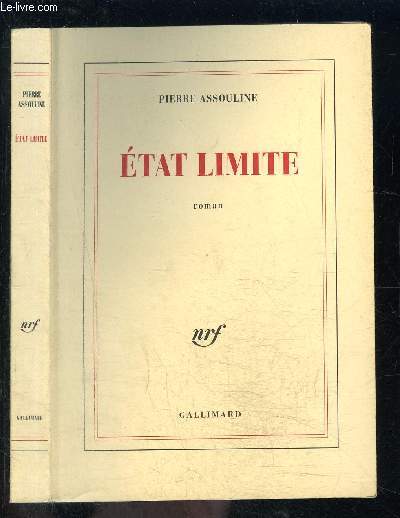 © Le-livre.com
PIERRE
ASSOULINE
ÉTAT LIMITE
nrf
GALLIMARD
PIERRE ASSOULINE
ÉTAT LIMITE
roman
nrf
GALLIMARD